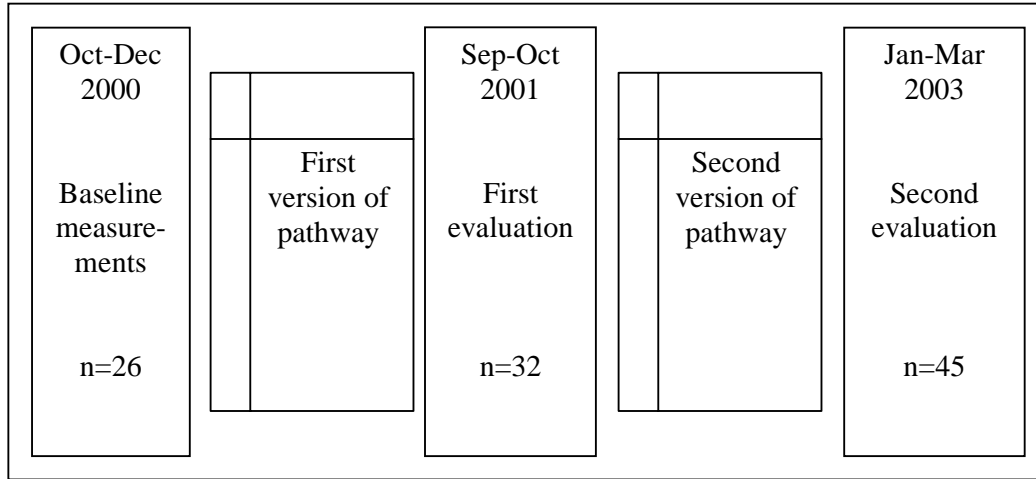 Oct-Dec
2000
Baseline
measure-
ments
n=26
First
version of
pathway
Sep-Oct
2001
First
evaluation
n=32
Second
version of
pathway
Jan-Mar
2003
Second
evaluation
n=45